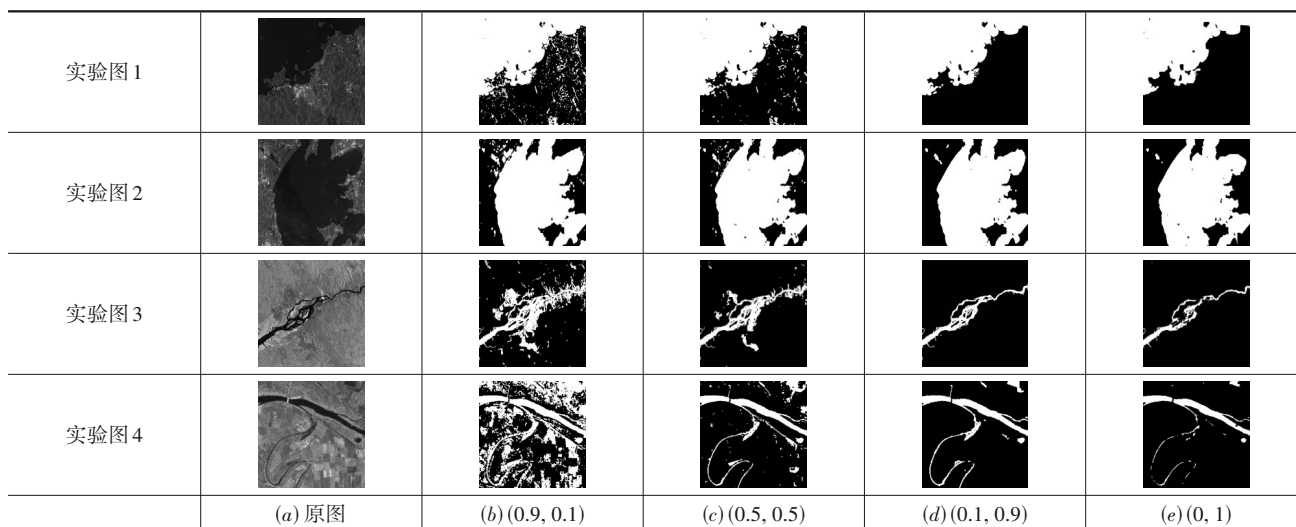 实验图1
实验图2
实验图3
实验图4
(a)原图 (b)(0.9, 0.1) (c)(0.5, 0.5) (d)(0.1, 0.9) (e)(0, 1)